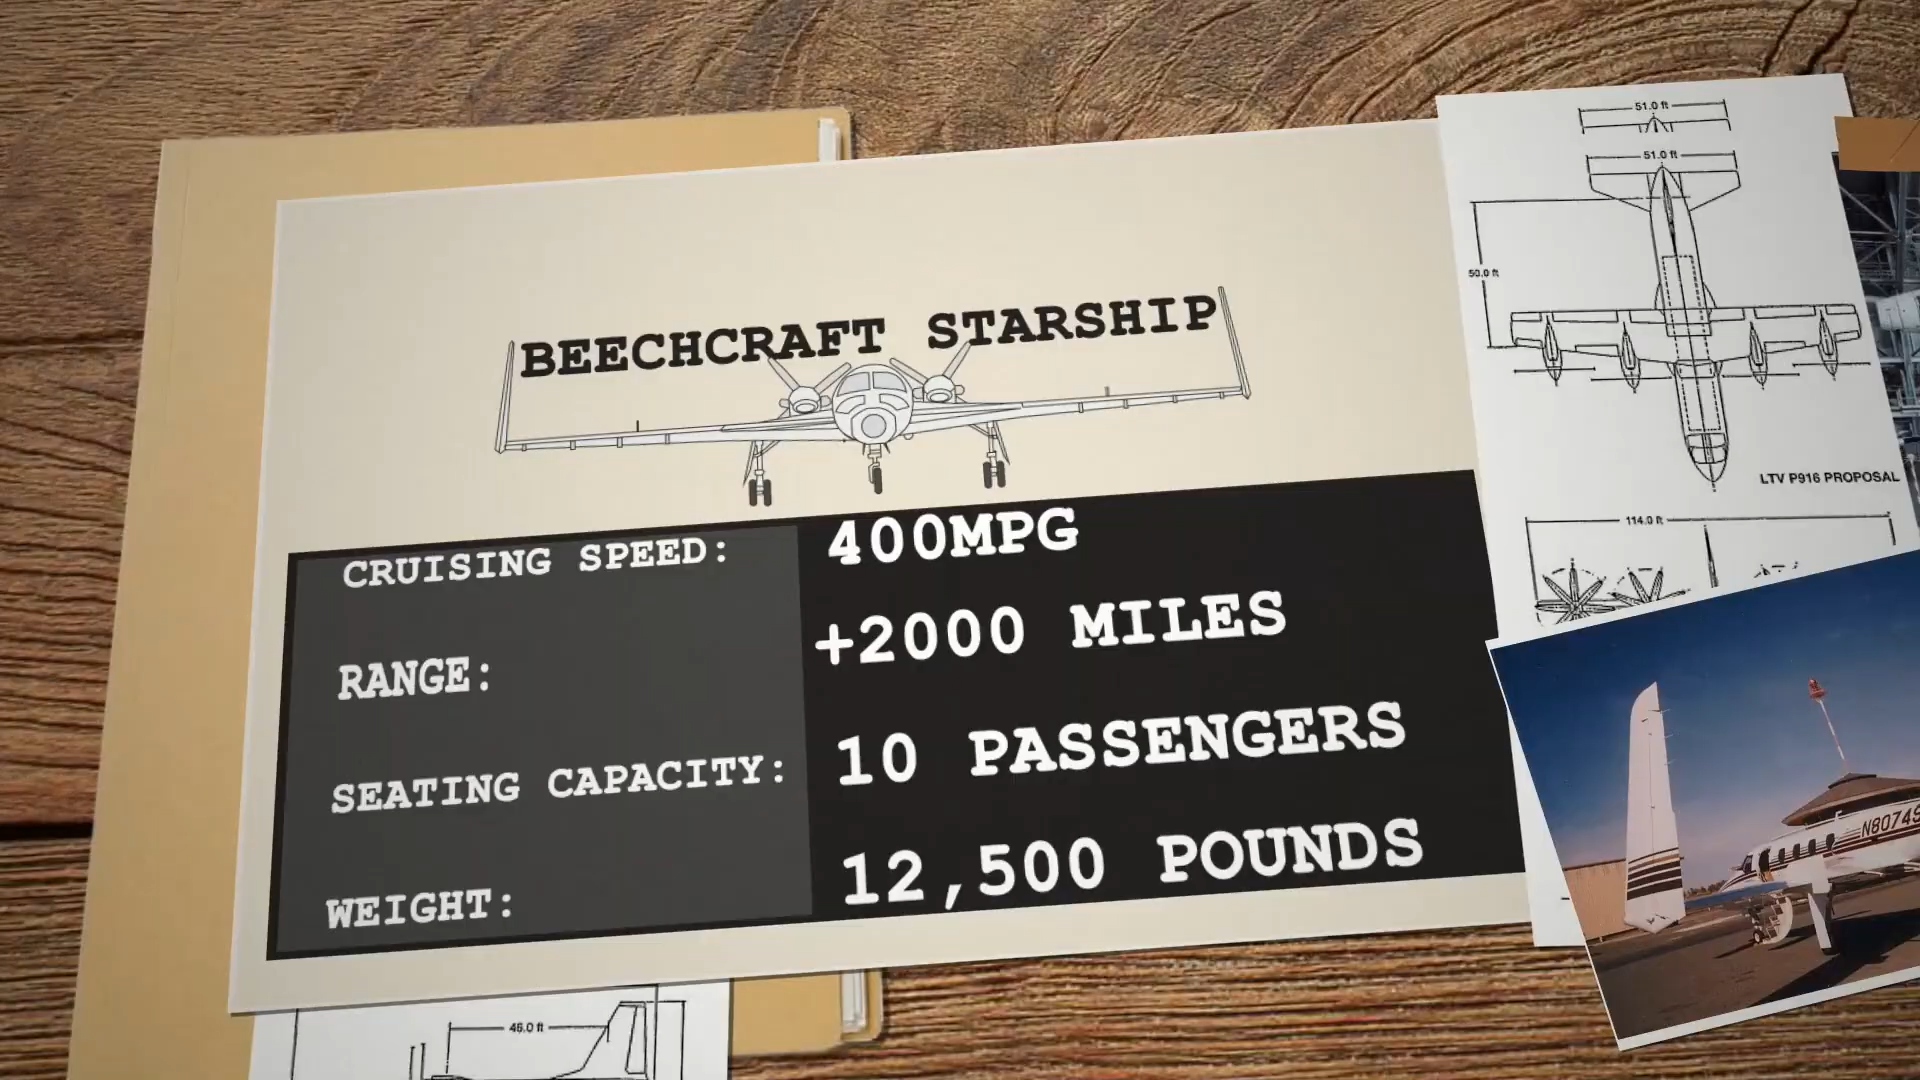 BEECHCRAFT STARSHIP
CRUISING SPEED: 400MPG
RANGE: +2000 MILES
SEATING CAPACITY: 10 PASSENGERS
WEIGHT: 12,500 POUNDS
51.0 ft
51.0 ft
50.0 ft
LTV P916 PROPOSAL
114.0 ft
46.0 ft